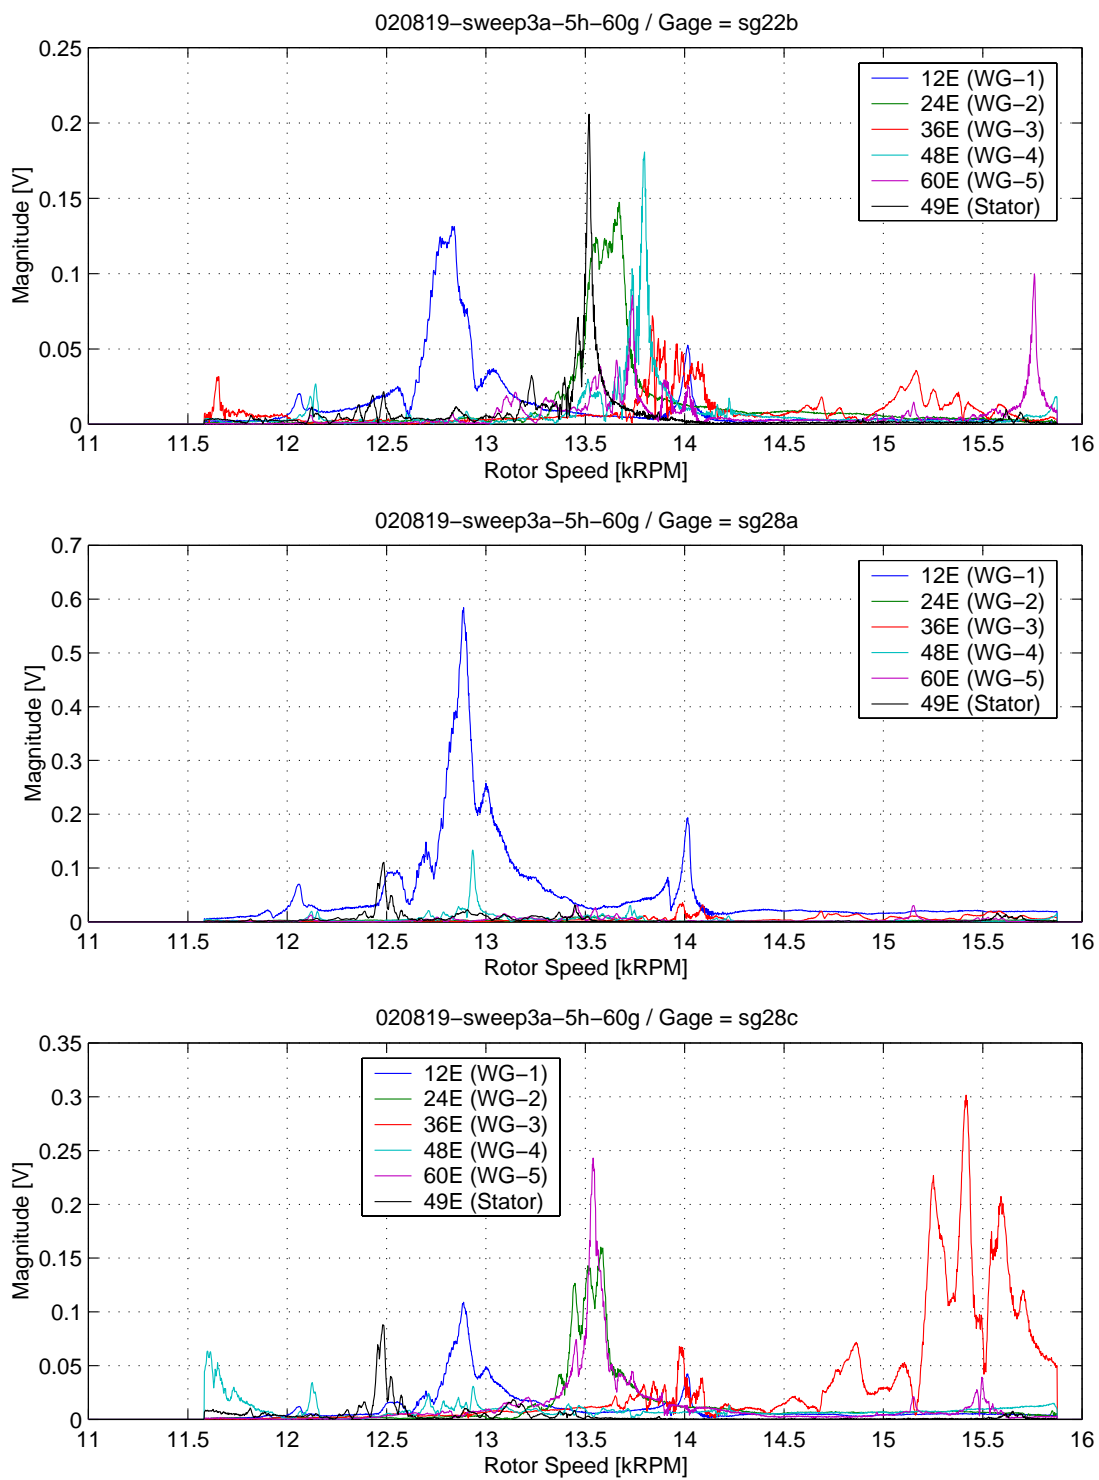 020819-sweep3a-5h-60g / Gage = sg22b
0.25
0.2
0.15
0.1
0.05
0
Magnitude [V]
12E (WG-1)
24E (WG-2)
36E (WG-3)
48E (WG-4)
60E (WG-5)
49E (Stator)
11 11.5 12 12.5 13 13.5 14 14.5 15 15.5 16
Rotor Speed [kRPM]
020819-sweep3a-5h-60g / Gage = sg28a
0.7
0.6
0.5
0.4
0.3
0.2
0.1
0
Magnitude [V]
12E (WG-1)
24E (WG-2)
36E (WG-3)
48E (WG-4)
60E (WG-5)
49E (Stator)
11 11.5 12 12.5 13 13.5 14 14.5 15 15.5 16
Rotor Speed [kRPM]
020819-sweep3a-5h-60g / Gage = sg28c
0.35
0.3
0.25
0.2
0.15
0.1
0.05
0
Magnitude [V]
12E (WG-1)
24E (WG-2)
36E (WG-3)
48E (WG-4)
60E (WG-5)
49E (Stator)
11 11.5 12 12.5 13 13.5 14 14.5 15 15.5 16
Rotor Speed [kRPM]